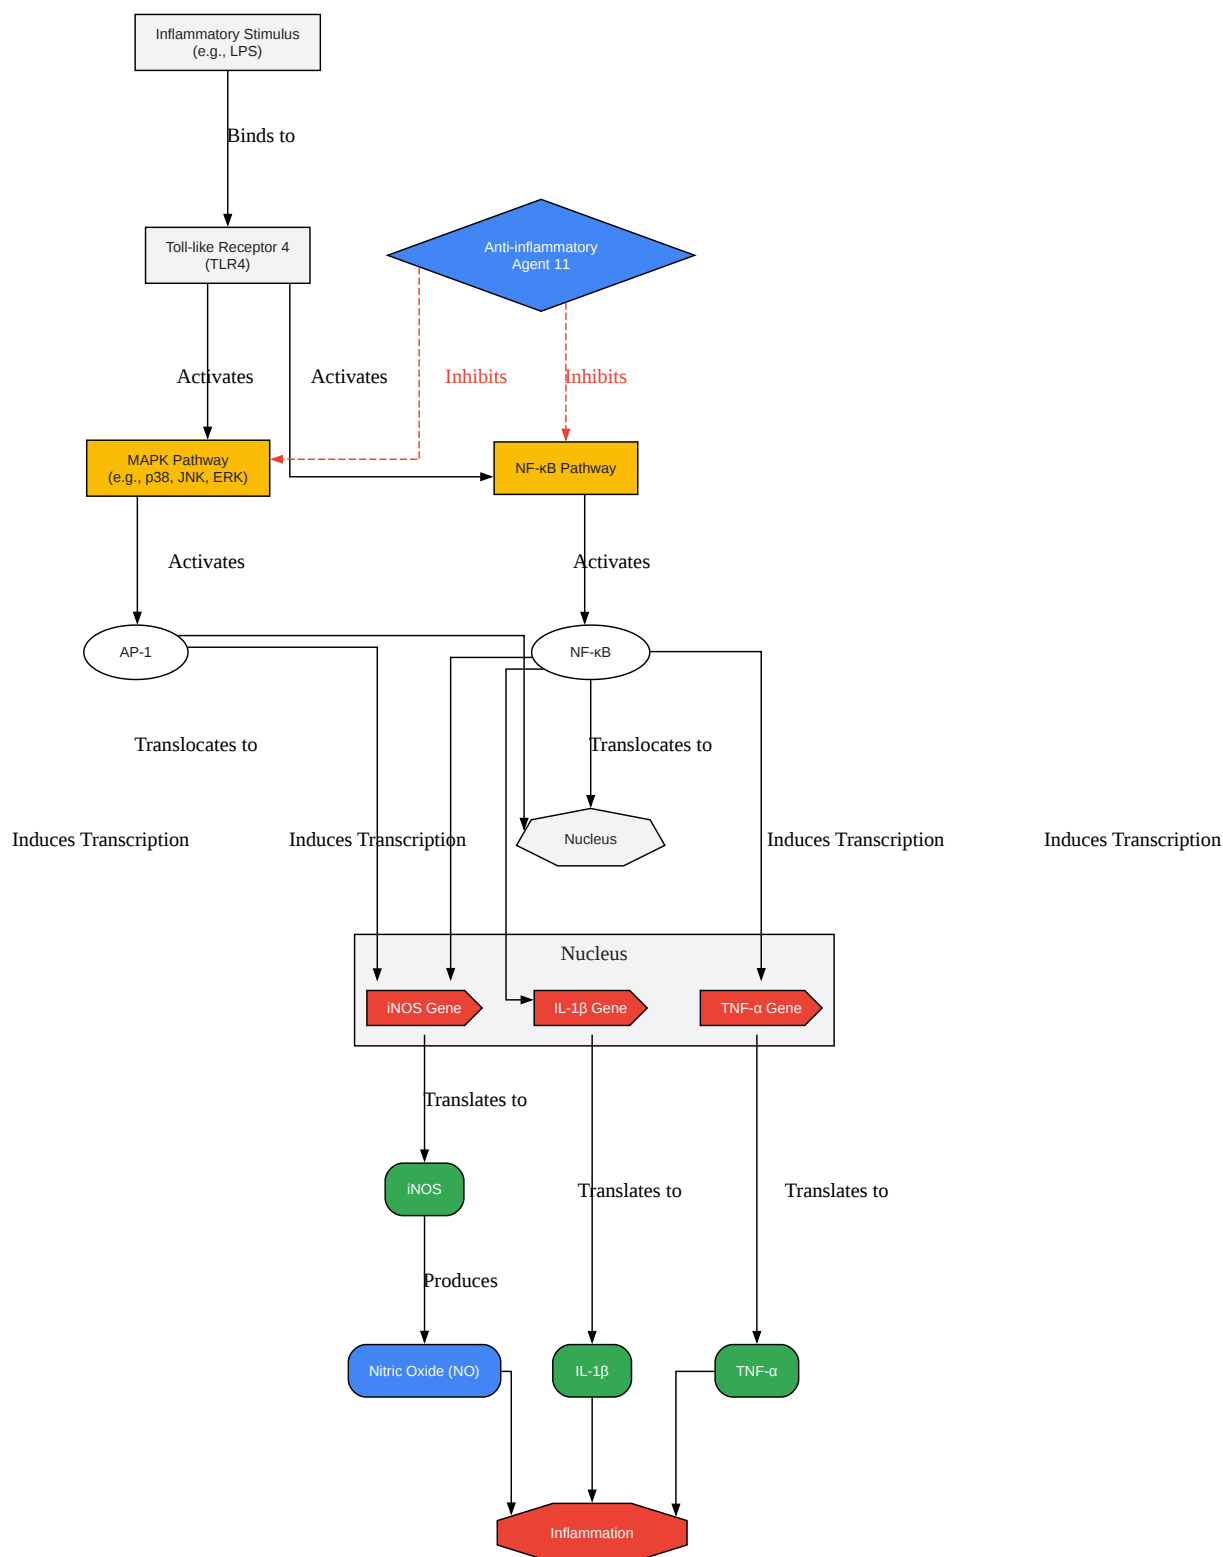 Inflammatory Stimulus
(e.g., LPS)
Binds to
Toll-like Receptor 4
(TLR4)
Anti-inflammatory
Agent 11
Activates
Activates
Inhibits
Inhibits
MAPK Pathway
(e.g., p38, JNK, ERK)
NF-κB Pathway
Activates
Activates
AP-1
NF-κB
Translocates to
Translocates to
Induces Transcription
Induces Transcription
Nucleus
Induces Transcription
Induces Transcription
Nucleus
iNOS Gene
IL-1β Gene
TNF-α Gene
Translates to
iNOS
Translates to
Translates to
Produces
Nitric Oxide (NO)
IL-1β
TNF-α
Inflammation